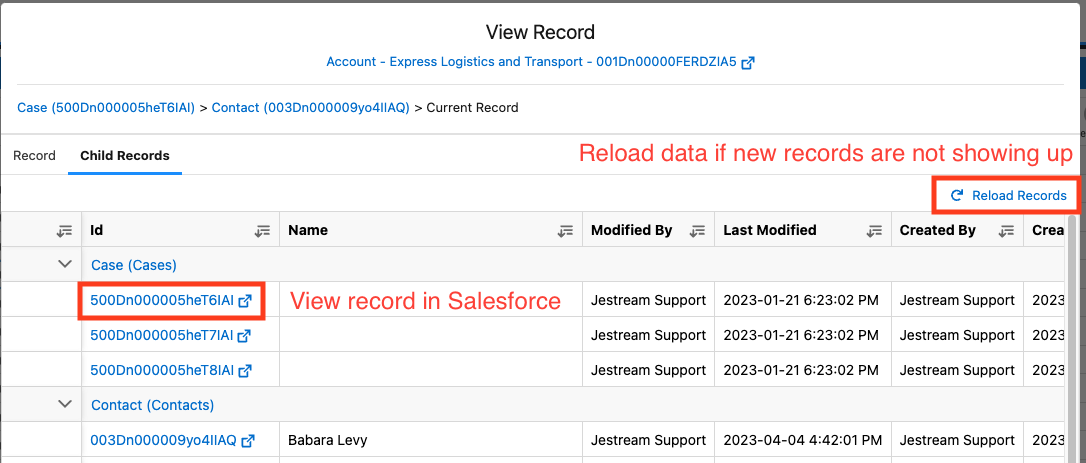 View Record
Account - Express Logistics and Transport - 001Dn00000FERDZIA5
Case (500Dn000005heT6IAI) > Contact (003Dn000009yo4IIAQ) > Current Record
Record Child Records
Reload data if new records are not showing up
Reload Records
Id Name Modified By Last Modified Created By Crea
Case (Cases)
500Dn000005heT6IAI View record in Salesforce Jestream Support 2023-01-21 6:23:02 PM Jestream Support 2023
500Dn000005heT7IAI Jestream Support 2023-01-21 6:23:02 PM Jestream Support 2023
500Dn000005heT8IAI Jestream Support 2023-01-21 6:23:02 PM Jestream Support 2023
Contact (Contacts)
003Dn000009yo4IIAQ Babara Levy Jestream Support 2023-04-04 4:42:01 PM Jestream Support 2023